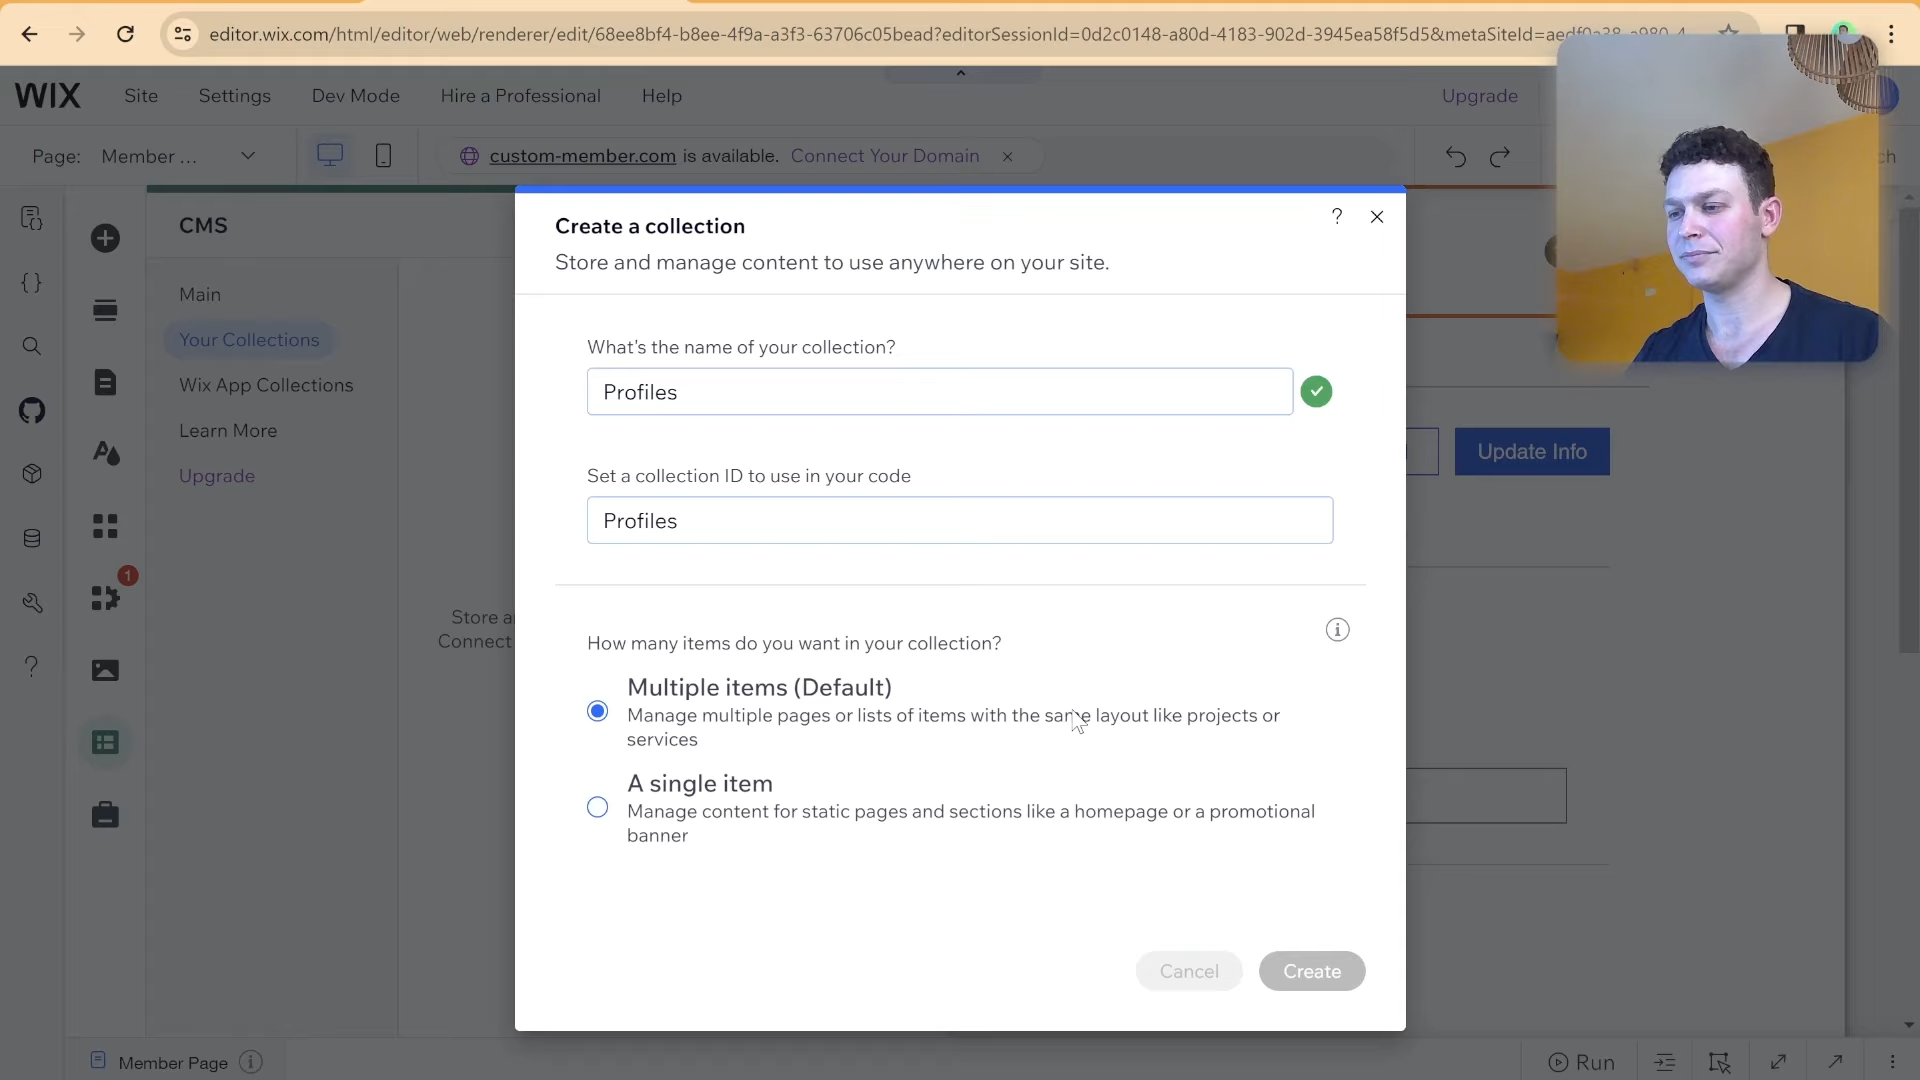 editor.wix.com/html/editor/web/renderer/edit/68ee8bf4-b8ee-4f9a-a3f3-63706c05bead?editorSessionId=0d2c0148-a80d-4183-902d-3945ea58f5d5&metaSiteId=aedf0a38-a980-4
WIX Site Settings Dev Mode Hire a Professional Help Upgrade
Page: Member ... custom-member.com is available. Connect Your Domain ×
CMS
Main
Your Collections
Wix App Collections
Learn More
Upgrade
1
Connect
Create a collection
?
Store and manage content to use anywhere on your site.
What's the name of your collection?
Profiles
Set a collection ID to use in your code
Profiles
How many items do you want in your collection?
Multiple items (Default)
Manage multiple pages or lists of items with the same layout like projects or
services
A single item
Manage content for static pages and sections like a homepage or a promotional
banner
Cancel Create
Update Info
Member Page
Run